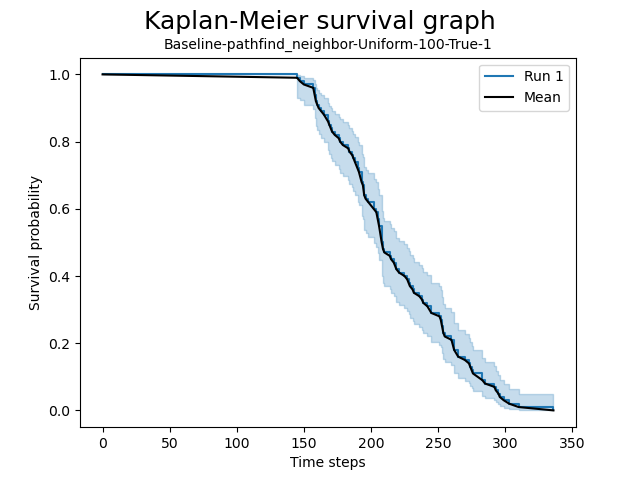 Kaplan-Meier survival graph
Baseline-pathfind_neighbor-Uniform-100-True-1
Run 1
Mean
Survival probability
1.0
0.8
0.6
0.4
0.2
0.0
0 50 100 150 200 250 300 350
Time steps